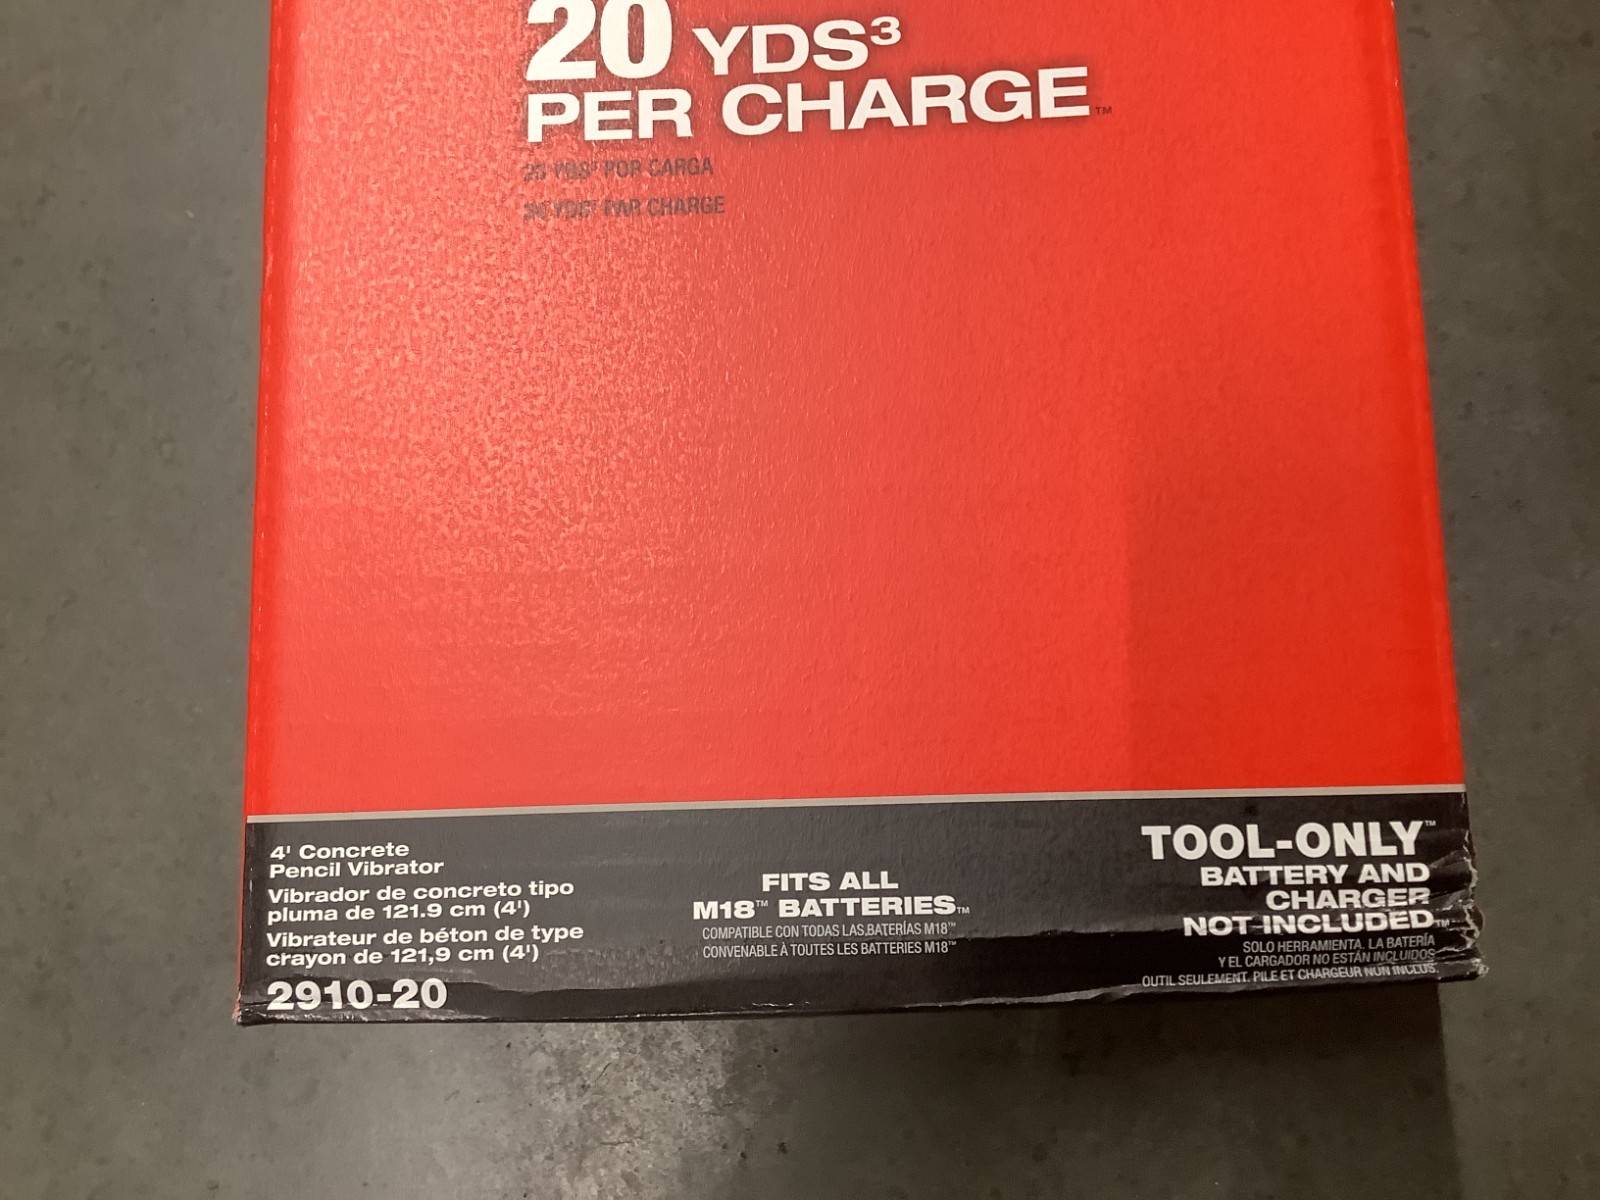 20 YDS³
PER CHARGE™
20 YDS³ POR CARGA
YDS³ PAR CHARGE
4' Concrete
Pencil Vibrator
Vibrador de concreto tipo
pluma de 121.9 cm (4')
Vibrateur de béton de type
crayon de 121,9 cm (4')
2910-20
FITS ALL
M18™ BATTERIES™
COMPATIBLE CON TODAS LAS BATERÍAS M18™
CONVENABLE À TOUTES LES BATTERIES M18™
TOOL-ONLY™
BATTERY AND
CHARGER
NOT INCLUDED™
SOLO HERRAMIENTA. LA BATERÍA
Y EL CARGADOR NO ESTÁN INCLUIDOS
OUTIL SEULEMENT. PILE ET CHARGEUR NON INCLUS.